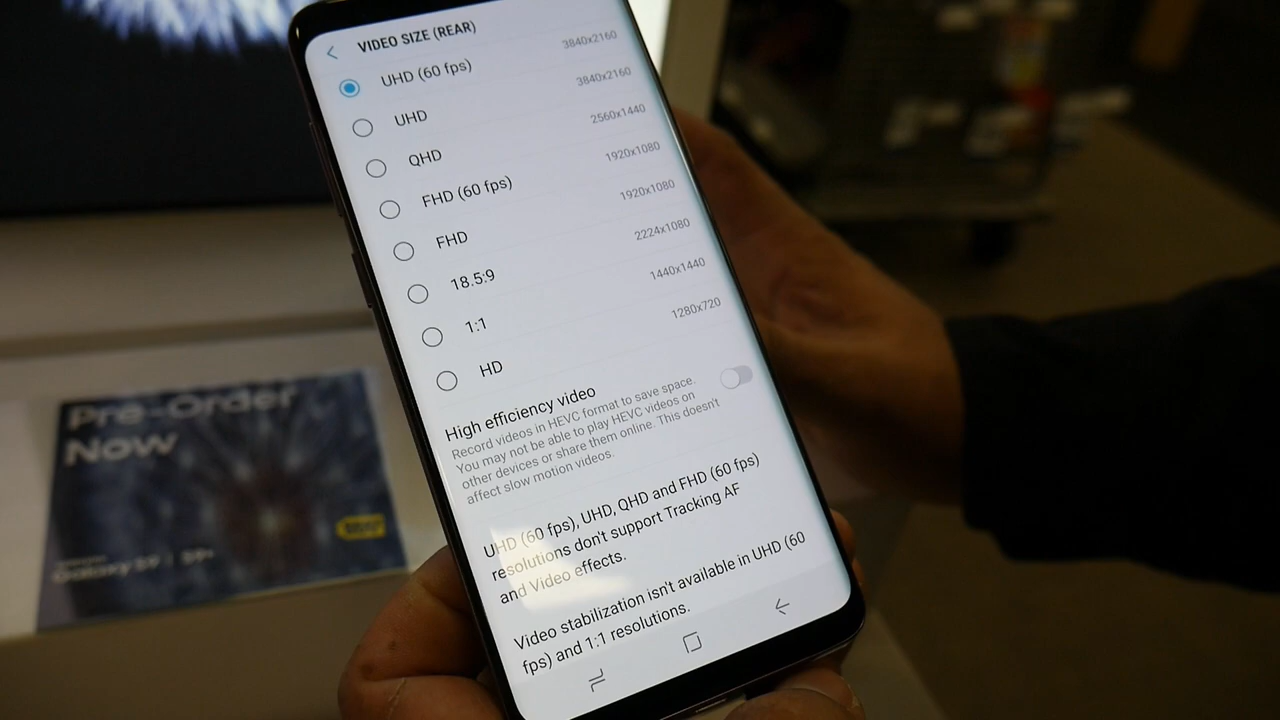 VIDEO SIZE (REAR)
UHD (60 fps) 3840x2160
UHD 3840x2160
QHD 2560x1440
FHD (60 fps) 1920x1080
FHD 1920x1080
18.5:9 2224x1080
1:1 1440x1440
HD 1280x720
High efficiency video
Record videos in HEVC format to save space.
You may not be able to play HEVC videos on
other devices or share them online. This doesn't
affect slow motion videos.
UHD (60 fps), UHD, QHD and FHD (60 fps)
resolutions don't support Tracking AF
and Video effects.
Video stabilization isn't available in UHD (60
fps) and 1:1 resolutions.
Pre-Order
Now
Galaxy S9 | S9+